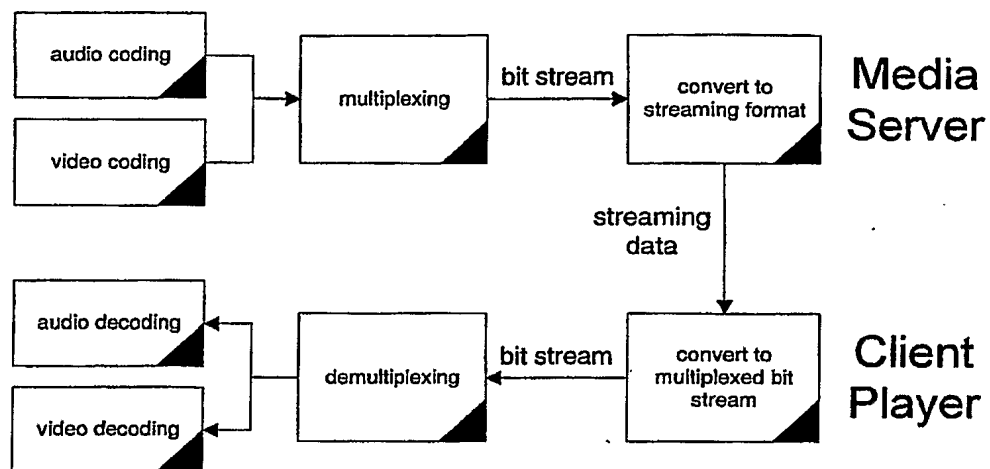 audio coding
video coding
multiplexing
bit stream
convert to
streaming format
Media
Server
streaming
data
audio decoding
video decoding
demultiplexing
bit stream
convert to
multiplexed bit
stream
Client
Player